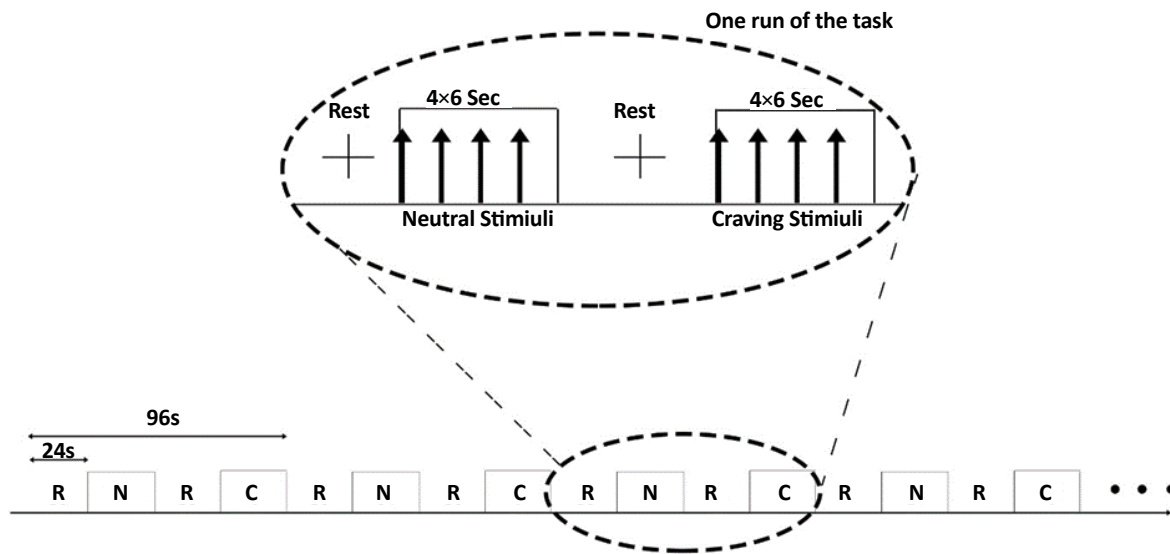 One run of the task
4×6 Sec
4×6 Sec
Rest
Rest
Neutral Stimiuli
Craving Stimiuli
96s
24s
R N R C R N R C R N R C R N R C • • •